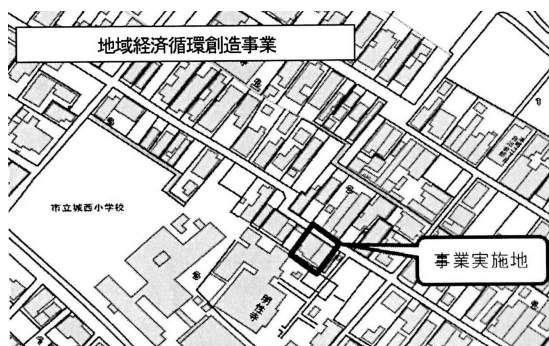 地域経済循環創造事業
市立城西小学校
事業実施地